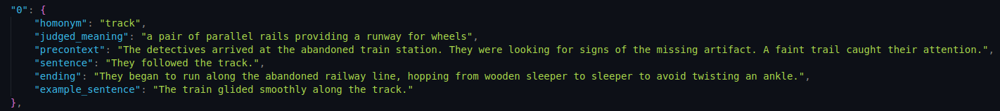 "0": {
"homonym": "track",
"judged_meaning": "a pair of parallel rails providing a runway for wheels",
"precontext": "The detectives arrived at the abandoned train station. They were looking for signs of the missing artifact. A faint trail caught their attention.",
"sentence": "They followed the track.",
"ending": "They began to run along the abandoned railway line, hopping from wooden sleeper to sleeper to avoid twisting an ankle.",
"example_sentence": "The train glided smoothly along the track."
},